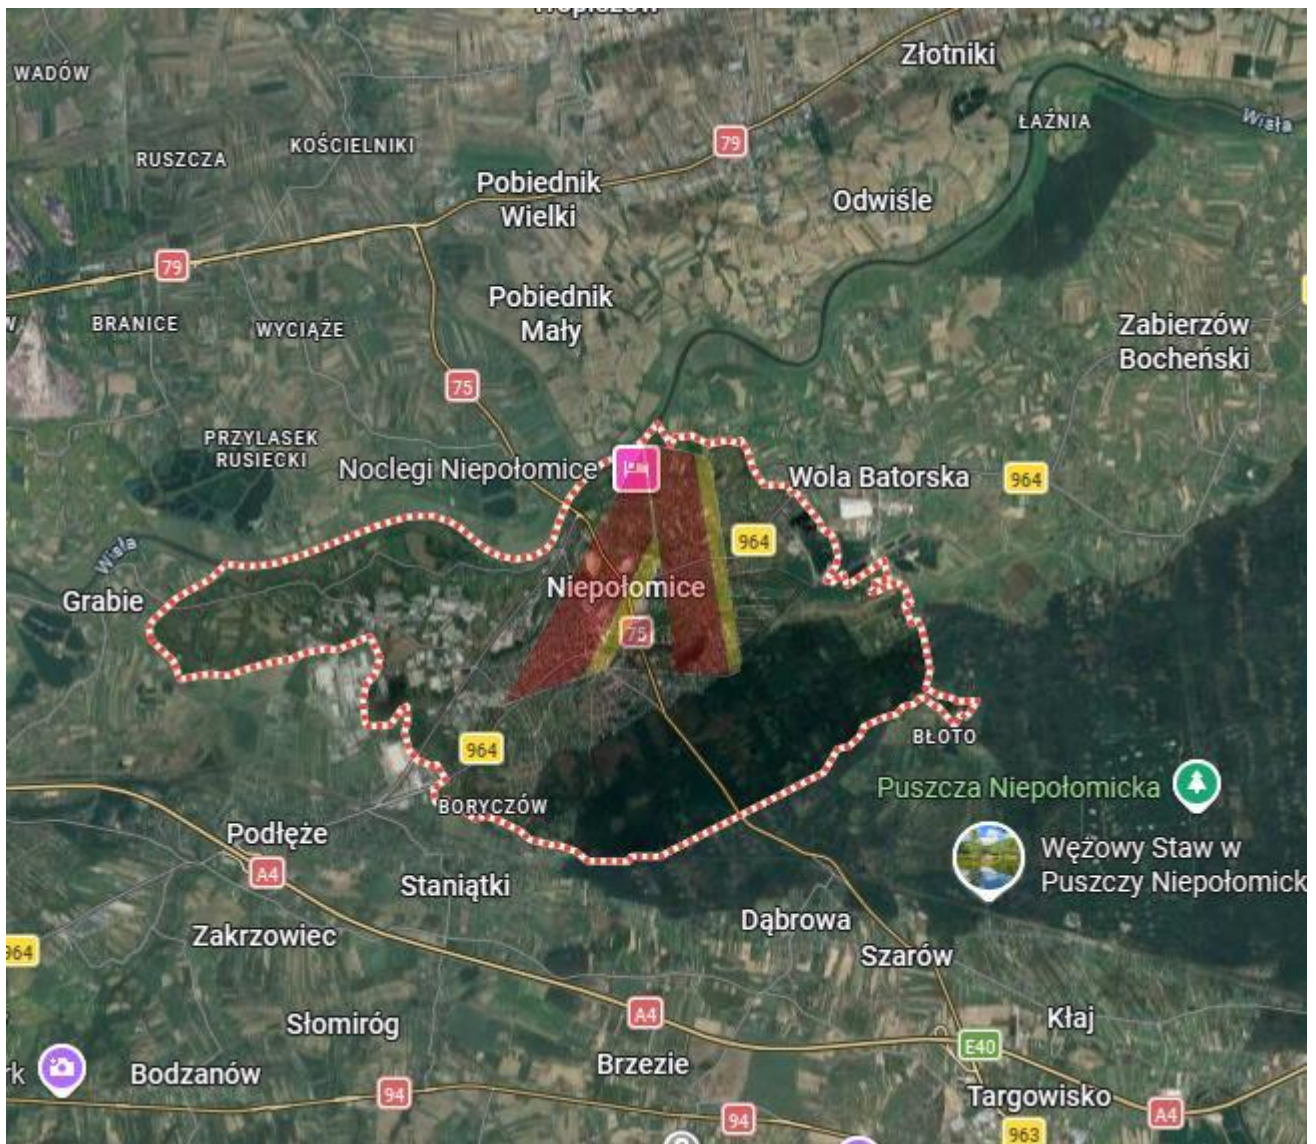 Złotniki
WADÓW
ŁAŹNIA
Wisła
79
KOŚCIELNIKI
RUSZCZA
Pobiednik
Wielki
Odwiśle
79
Pobiednik
Mały
BRANICE
WYCIĄŻE
Zabierzów
Bocheński
75
PRZYLASEK
RUSIECKI
Noclegi Niepołomice
Wola Batorska
964
964
Wisła
Grabie
Niepołomice
75
BŁOTO
964
Puszcza Niepołomicka
BORYCZÓW
Podłęże
Wężowy Staw w
Puszczy Niepołomick
A4
Staniątki
Dąbrowa
Zakrzowiec
964
Szarów
A4
Kłaj
Słomiróg
E40
Brzezie
rk
Bodzanów
94
Targowisko
A4
94
963